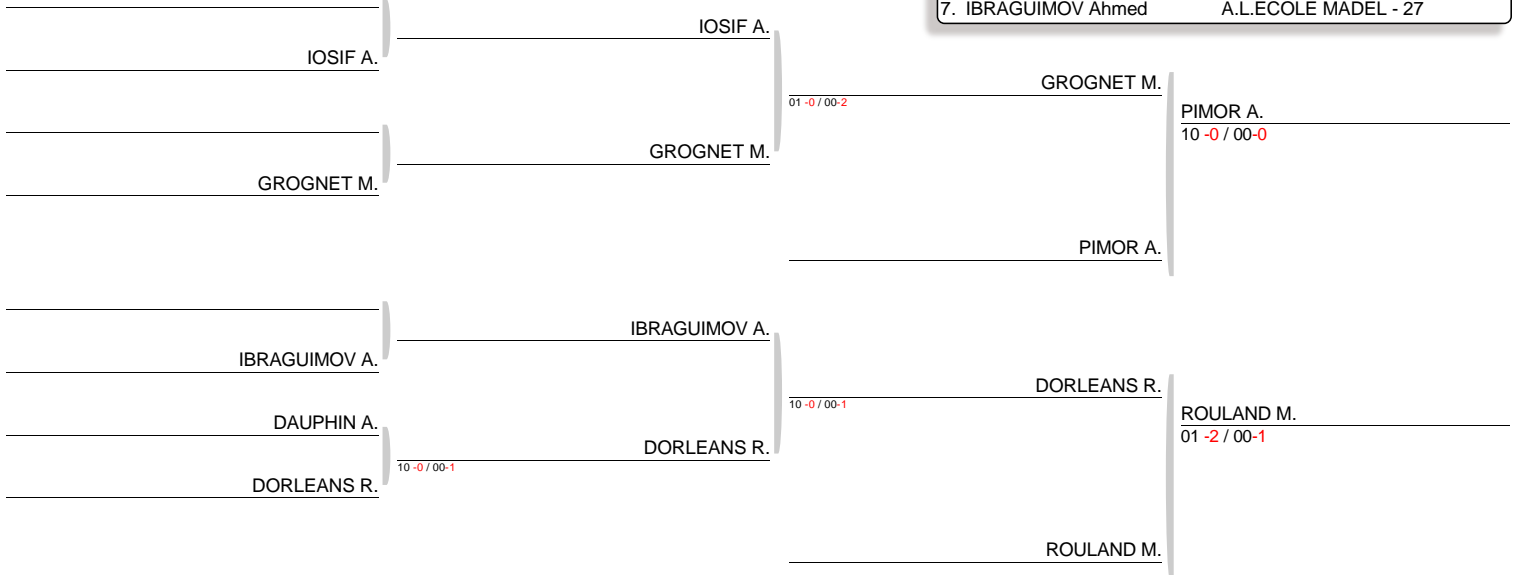 7. IBRAGUIMOV Ahmed A.L.ECOLE MADEL - 27
IOSIF A.
IOSIF A.
GROGNET M.
01 -0 / 00-2
PIMOR A.
10 -0 / 00-0
GROGNET M.
GROGNET M.
PIMOR A.
IBRAGUIMOV A.
IBRAGUIMOV A.
DORLEANS R.
10 -0 / 00-1
ROULAND M.
01 -2 / 00-1
DAUPHIN A.
DORLEANS R.
10 -0 / 00-1
DORLEANS R.
ROULAND M.